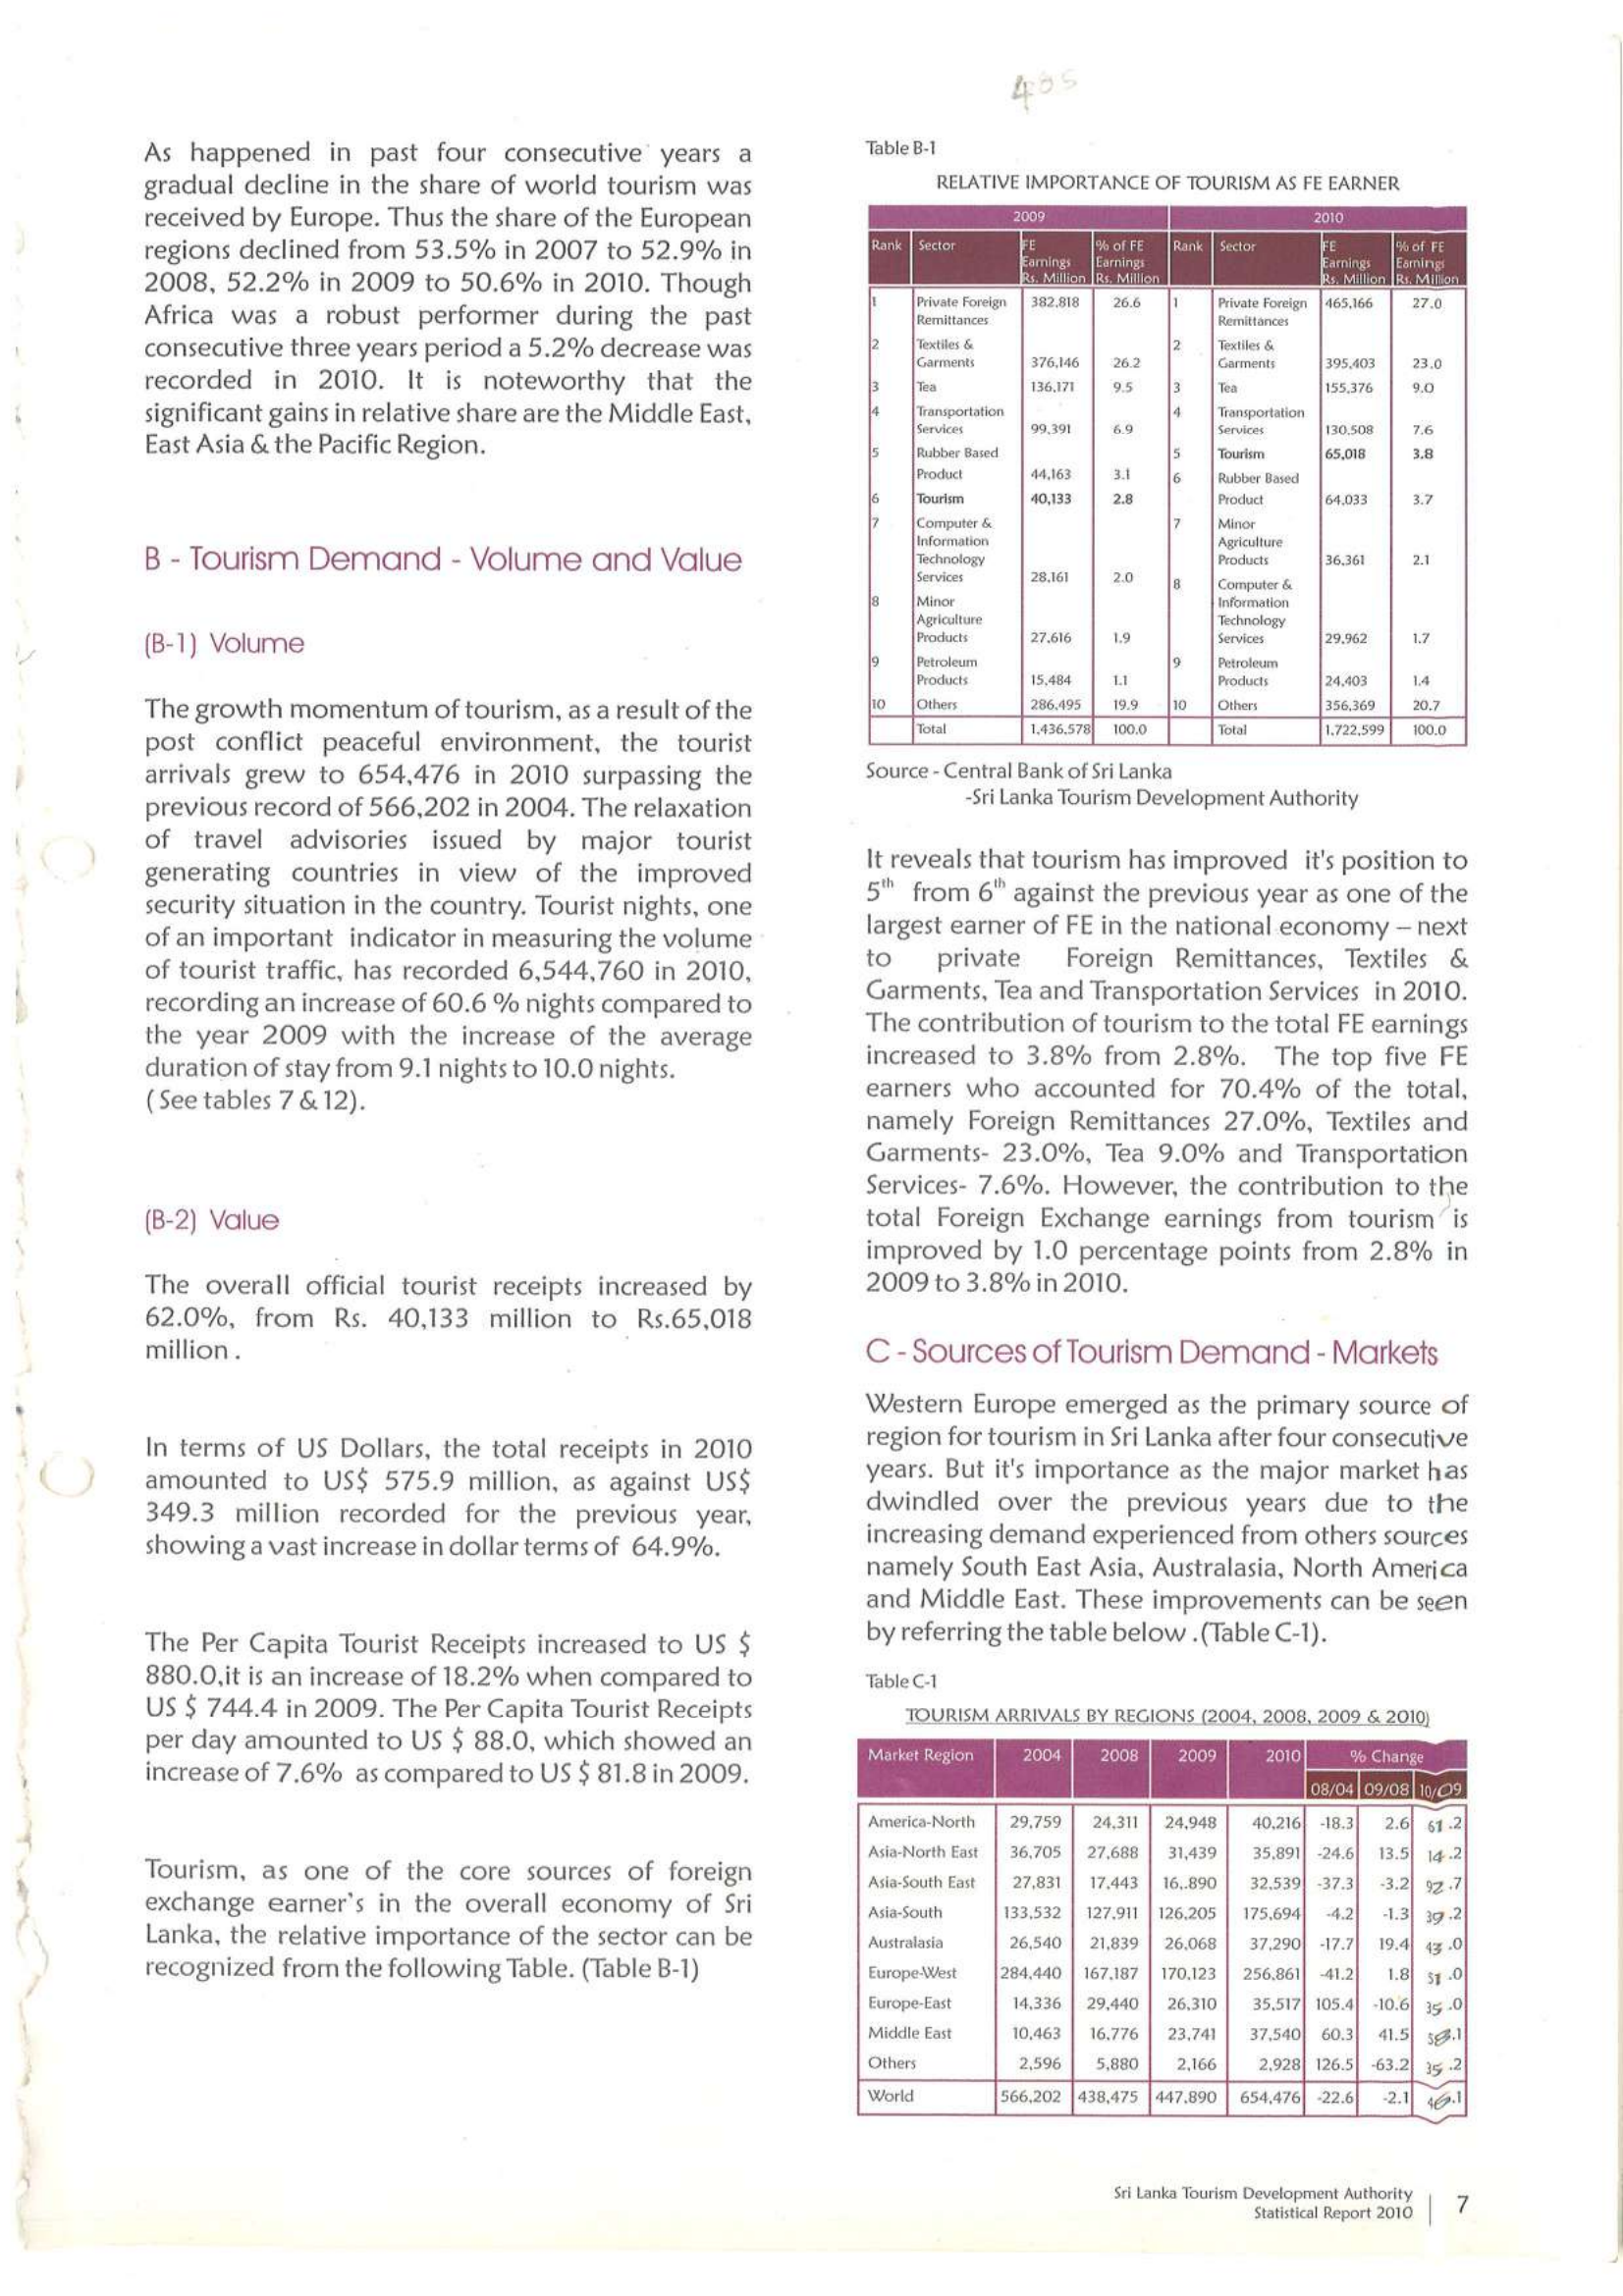 485
As happened in past four consecutive years a
gradual decline in the share of world tourism was
received by Europe. Thus the share of the European
regions declined from 53.5% in 2007 to 52.9% in
2008, 52.2% in 2009 to 50.6% in 2010. Though
Africa was a robust performer during the past
consecutive three years period a 5.2% decrease was
recorded in 2010. It is noteworthy that the
significant gains in relative share are the Middle East,
East Asia & the Pacific Region.
B - Tourism Demand - Volume and Value
(B-1) Volume
The growth momentum of tourism, as a result of the
post conflict peaceful environment, the tourist
arrivals grew to 654,476 in 2010 surpassing the
previous record of 566,202 in 2004. The relaxation
of travel advisories issued by major tourist
generating countries in view of the improved
security situation in the country. Tourist nights, one
of an important indicator in measuring the volume
of tourist traffic, has recorded 6,544,760 in 2010,
recording an increase of 60.6 % nights compared to
the year 2009 with the increase of the average
duration of stay from 9.1 nights to 10.0 nights.
( See tables 7 & 12).
(B-2) Value
The overall official tourist receipts increased by
62.0%, from Rs. 40,133 million to Rs.65,018
million .
In terms of US Dollars, the total receipts in 2010
amounted to US$ 575.9 million, as against US$
349.3 million recorded for the previous year,
showing a vast increase in dollar terms of 64.9%.
The Per Capita Tourist Receipts increased to US $
880.0,it is an increase of 18.2% when compared to
US $ 744.4 in 2009. The Per Capita Tourist Receipts
per day amounted to US $ 88.0, which showed an
increase of 7.6% as compared to US $ 81.8 in 2009.
Tourism, as one of the core sources of foreign
exchange earner's in the overall economy of Sri
Lanka, the relative importance of the sector can be
recognized from the following Table. (Table B-1)
Table B-1
RELATIVE IMPORTANCE OF TOURISM AS FE EARNER
2009 2010
Rank Sector FE % of FE Rank Sector FE % of FE
Earnings Earnings Earnings Earnings
Rs. Million Rs. Million Rs. Million Rs. Million
1 Private Foreign 382.818 26.6 1 Private Foreign 465,166 27.0
Remittances Remittances
2 Textiles & 2 Textiles &
Garments 376,146 26.2 Garments 395,403 23.0
3 Tea 136,171 9.5 3 Tea 155,376 9.0
4 Transportation 4 Transportation
Services 99,391 6.9 Services 130,508 7.6
5 Rubber Based 5 Tourism 65,018 3.8
Product 44,163 3.1 6 Rubber Based
6 Tourism 40,133 2.8 Product 64,033 3.7
7 Computer & 7 Minor
Information Agriculture
Technology Products 36,361 2.1
Services 28,161 2.0 8 Computer &
8 Minor Information
Agriculture Technology
Products 27,616 1.9 Services 29,962 1.7
9 Petroleum 9 Petroleum
Products 15,484 1.1 Products 24,403 1.4
10 Others 286,495 19.9 10 Others 356,369 20.7
Total 1,436,578 100.0 Total 1,722,599 100.0
Source - Central Bank of Sri Lanka
-Sri Lanka Tourism Development Authority
It reveals that tourism has improved it's position to
5th from 6th against the previous year as one of the
largest earner of FE in the national economy – next
to private Foreign Remittances, Textiles &
Garments, Tea and Transportation Services in 2010.
The contribution of tourism to the total FE earnings
increased to 3.8% from 2.8%. The top five FE
earners who accounted for 70.4% of the total,
namely Foreign Remittances 27.0%, Textiles and
Garments- 23.0%, Tea 9.0% and Transportation
Services- 7.6%. However, the contribution to the
total Foreign Exchange earnings from tourism is
improved by 1.0 percentage points from 2.8% in
2009 to 3.8% in 2010.
C - Sources of Tourism Demand - Markets
Western Europe emerged as the primary source of
region for tourism in Sri Lanka after four consecutive
years. But it's importance as the major market has
dwindled over the previous years due to the
increasing demand experienced from others sources
namely South East Asia, Australasia, North America
and Middle East. These improvements can be seen
by referring the table below .(Table C-1).
Table C-1
TOURISM ARRIVALS BY REGIONS (2004, 2008, 2009 & 2010)
Market Region 2004 2008 2009 2010 % Change
08/04 09/08 10/09
America-North 29,759 24,311 24,948 40,216 -18.3 2.6 61.2
Asia-North East 36,705 27,688 31,439 35,891 -24.6 13.5 14.2
Asia-South East 27,831 17,443 16,.890 32,539 -37.3 -3.2 92.7
Asia-South 133,532 127,911 126,205 175,694 -4.2 -1.3 39.2
Australasia 26,540 21,839 26,068 37,290 -17.7 19.4 43.0
Europe-West 284,440 167,187 170,123 256,861 -41.2 1.8 51.0
Europe-East 14,336 29,440 26,310 35,517 105.4 -10.6 35.0
Middle East 10,463 16,776 23,741 37,540 60.3 41.5 58.1
Others 2,596 5,880 2,166 2,928 126.5 -63.2 35.2
World 566,202 438,475 447,890 654,476 -22.6 -2.1 46.1
Sri Lanka Tourism Development Authority
Statistical Report 2010 7